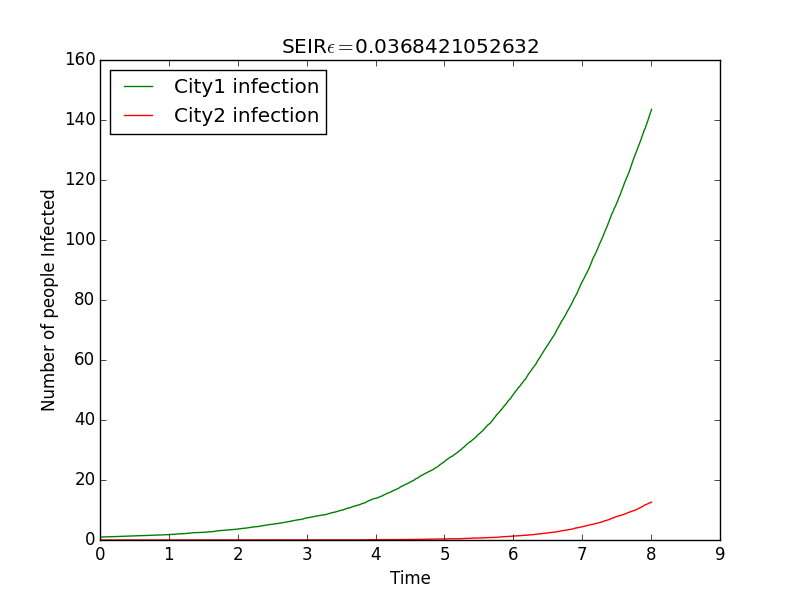 SEIRϵ=0.0368421052632
160
140
120
100
80
60
40
20
0
Number of people Infected
City1 infection
City2 infection
0 1 2 3 4 5 6 7 8 9
Time